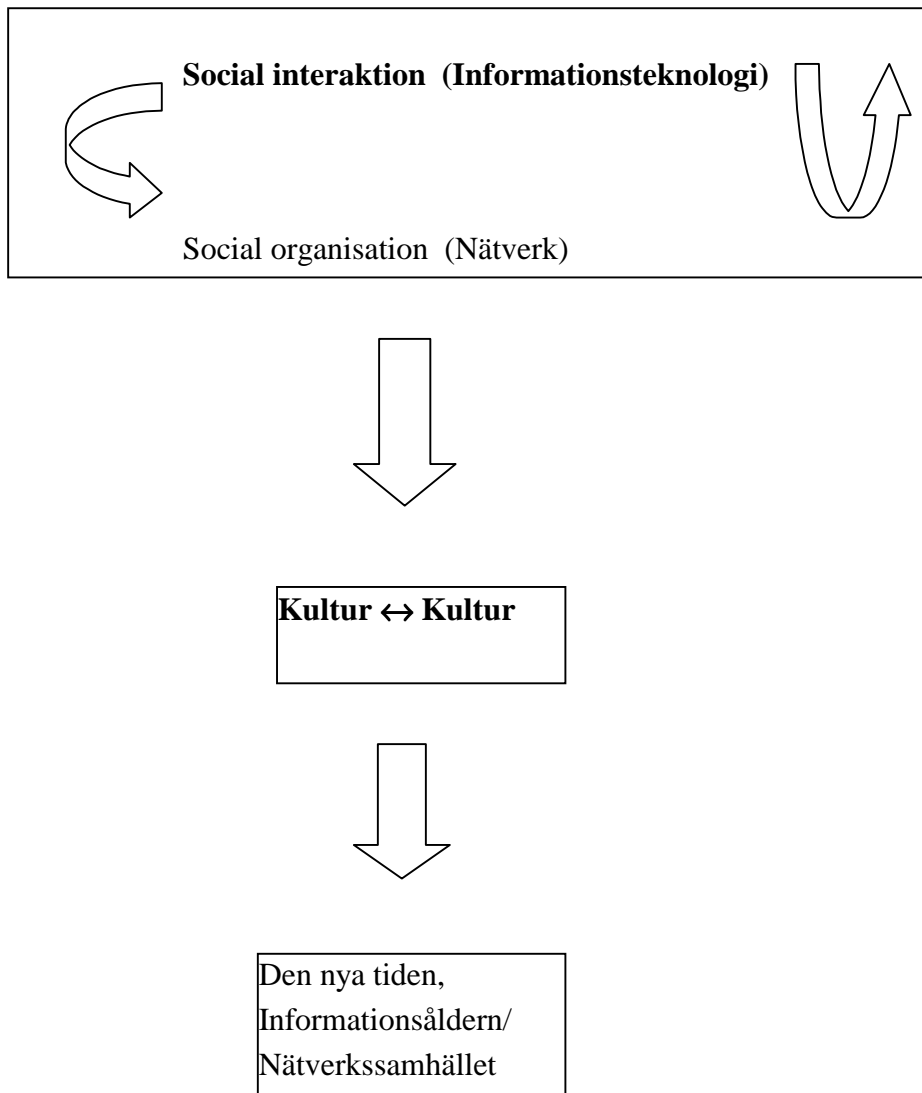 Social interaktion (Informationsteknologi)
Social organisation (Nätverk)
Kultur ↔ Kultur
Den nya tiden,
Informationsåldern/
Nätverkssamhället